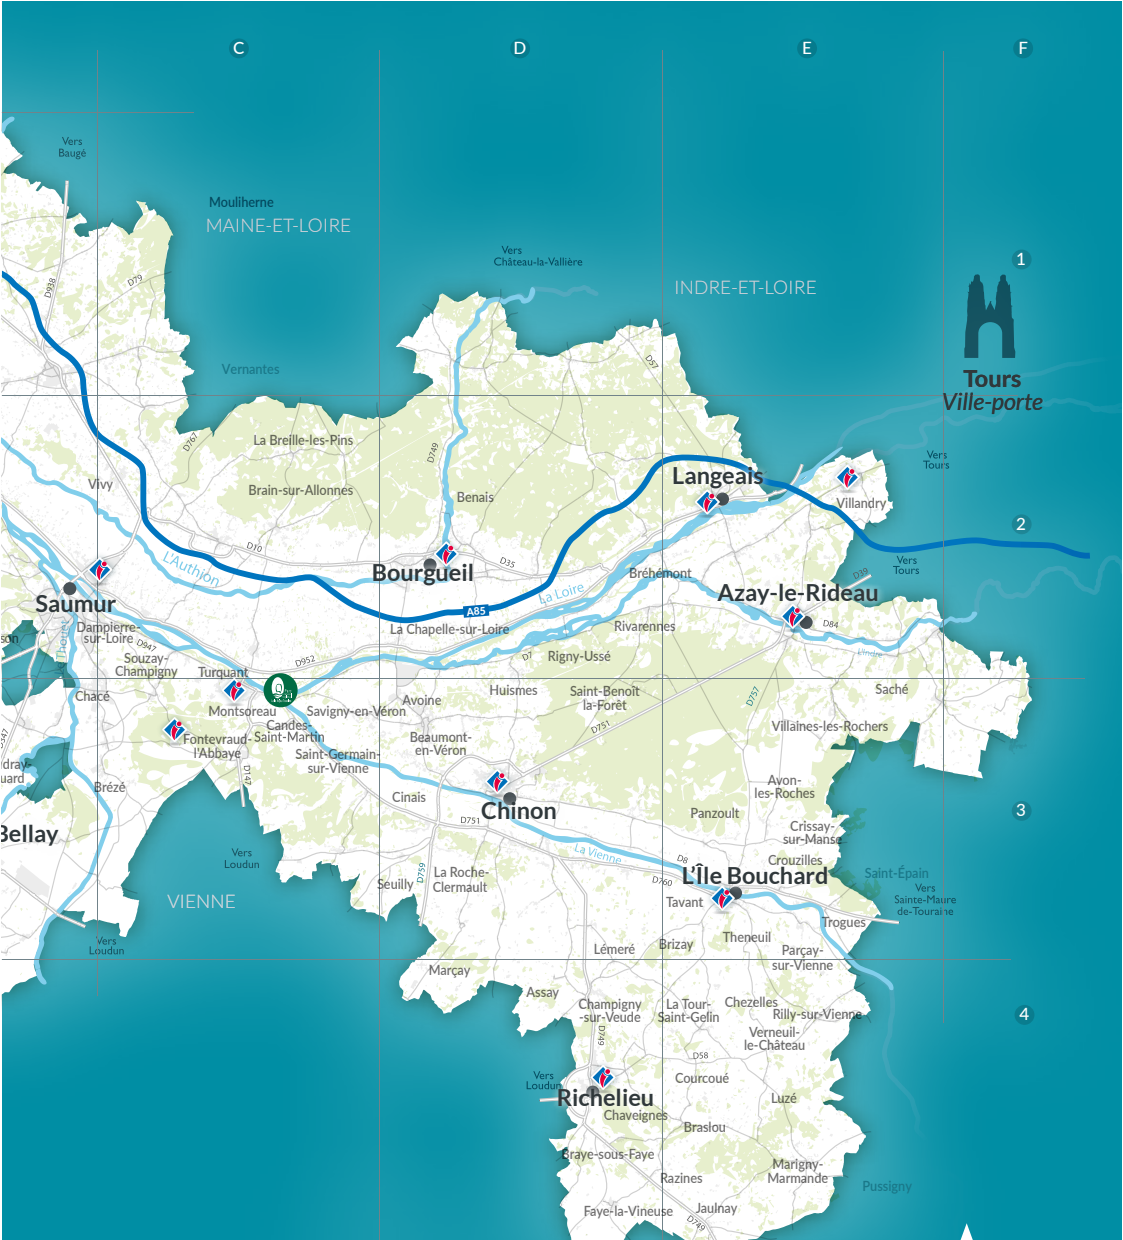 C
D
E
F
Vers
Baugé
Mouliherne
MAINE-ET-LOIRE
Vers
Château-la-Vallière
1
D79
D938
INDRE-ET-LOIRE
D57
Vernantes
Tours
Ville-porte
D767
La Breille-les-Pins
D749
Vers
Tours
Langeais
Vivy
Brain-sur-Allonnes
Benais
Villandry
2
D10
L'Authion
D35
Vers
Tours
Bourgueil
Bréhémont
D39
La Loire
Azay-le-Rideau
Saumur
A85
D84
Dampierre-
sur-Loire
La Chapelle-sur-Loire
Rivarennes
son
Thouet
D947
L'Indre
Souzay-
Champigny
D952
D7
Rigny-Ussé
Turquant
Chacé
Avoine
Huismes
Saint-Benoît
la-Forêt
D757
Saché
Montsoreau
Savigny-en-Véron
Candes-
Saint-Martin
D751
Villaines-les-Rochers
Fontevraud-
l'Abbaye
Beaumont-
en-Véron
D347
Saint-Germain-
sur-Vienne
dray-
uard
D147
Brézé
Avon-
les-Roches
Cinais
Chinon
Panzoult
3
D751
Bellay
Crissay-
sur-Manse
La Vienne
Vers
Loudun
D8
Crouzilles
D759
La Roche-
Clermault
Seuilly
D760
L'Île Bouchard
Saint-Épain
Vers
Sainte-Maure
de-Touraine
VIENNE
Tavant
Trogues
Vers
Loudun
Lémeré
Brizay
Theneuil
Parçay-
sur-Vienne
Marçay
Assay
Champigny
-sur-Veude
La Tour-
Saint-Gelin
Chezelles
Rilly-sur-Vienne
4
D749
Verneuil-
le-Château
D58
Vers
Loudun
Courcoué
Richelieu
Luzé
Chaveignes
Braslou
Braye-sous-Faye
Marigny-
Marmande
Razines
Pussigny
Faye-la-Vineuse
Jaulnay
D749